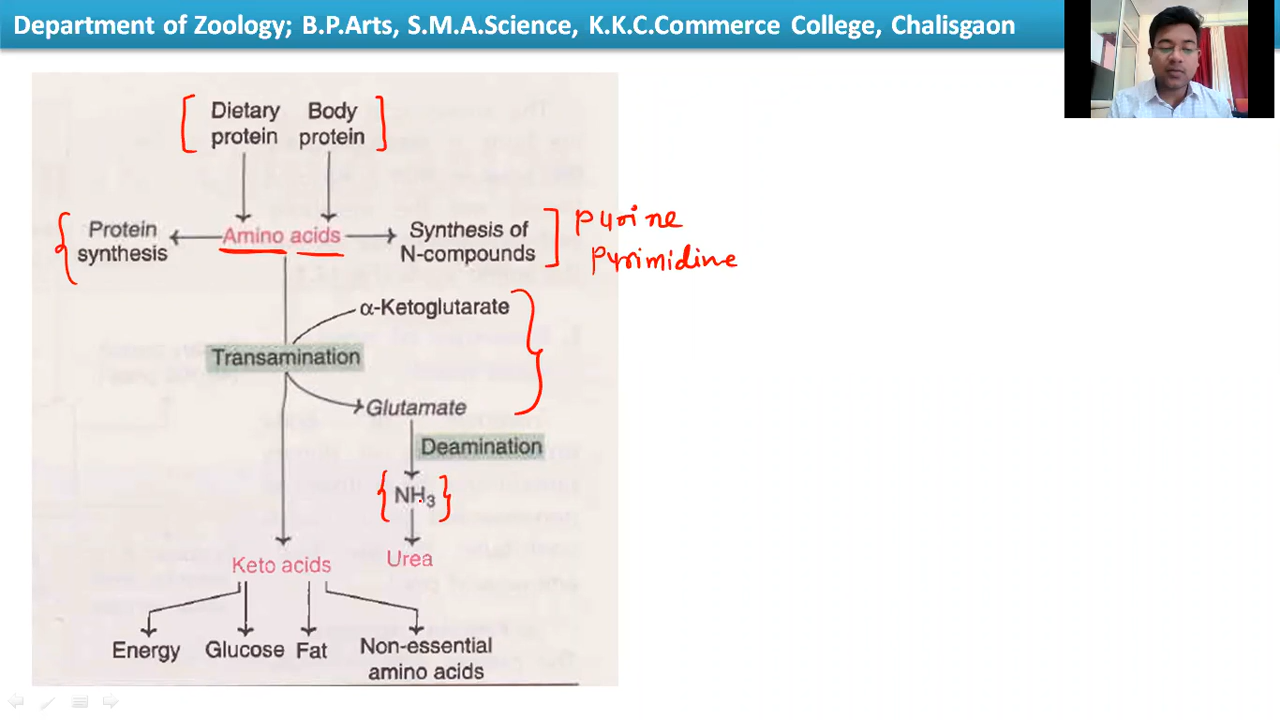 Department of Zoology; B.P.Arts, S.M.A.Science, K.K.C.Commerce College, Chalisgaon
Dietary protein
Body protein
Protein synthesis
Amino acids
Synthesis of N-compounds
Purine
Pyrimidine
α-Ketoglutarate
Transamination
Glutamate
Deamination
NH₃
Keto acids
Urea
Energy
Glucose
Fat
Non-essential amino acids